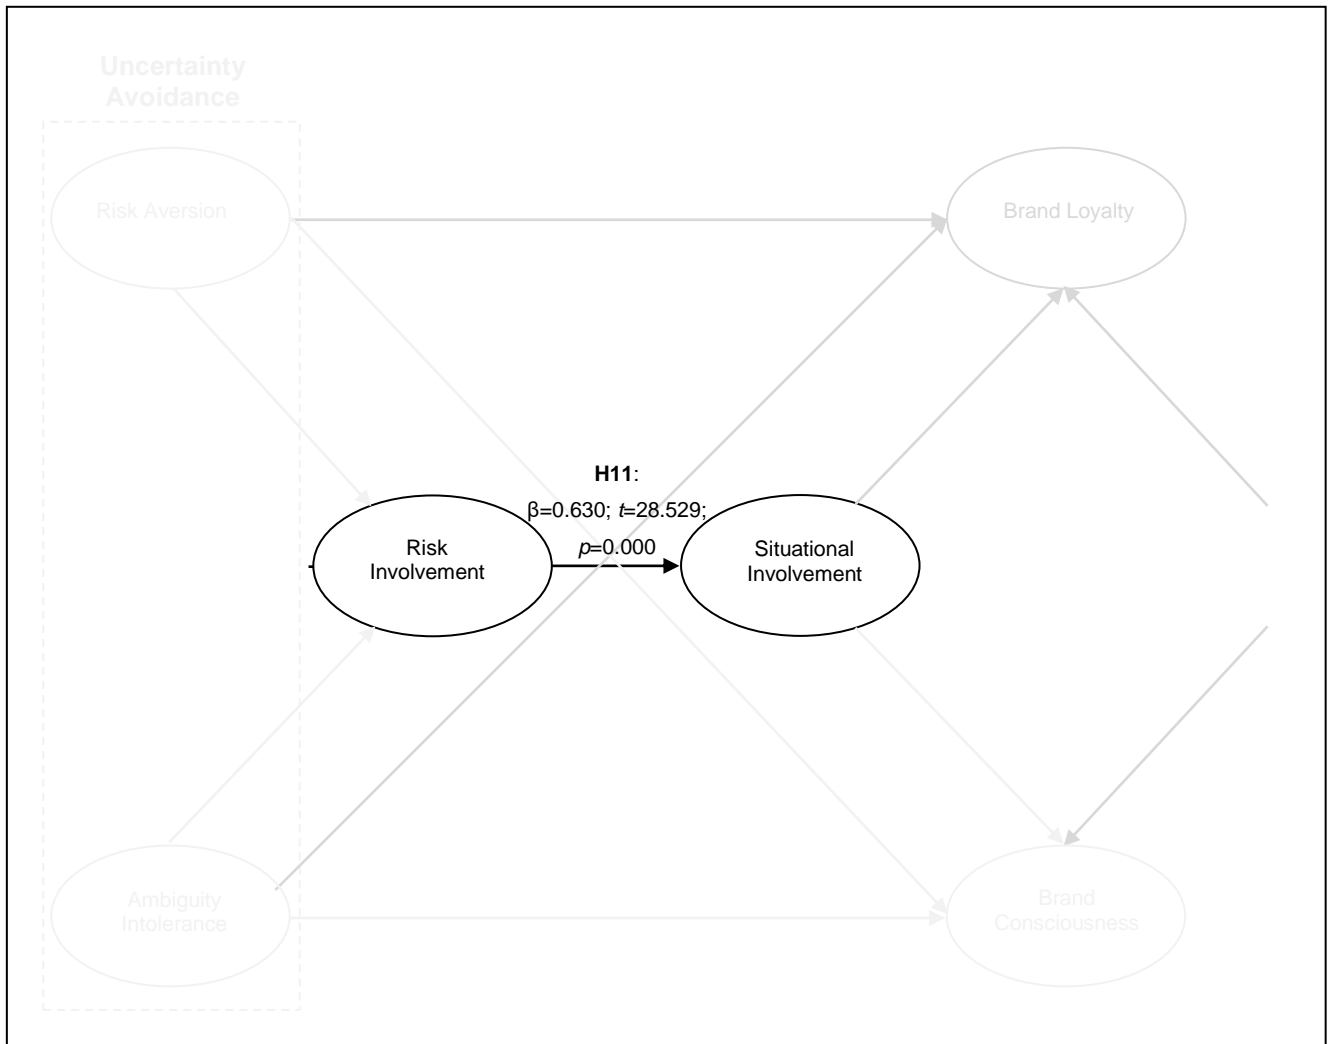 Uncertainty
Avoidance
Risk Aversion
Brand Loyalty
H11:
β=0.630; t=28.529;
p=0.000
Risk
Involvement
Situational
Involvement
Ambiguity
Intolerance
Brand
Consciousness